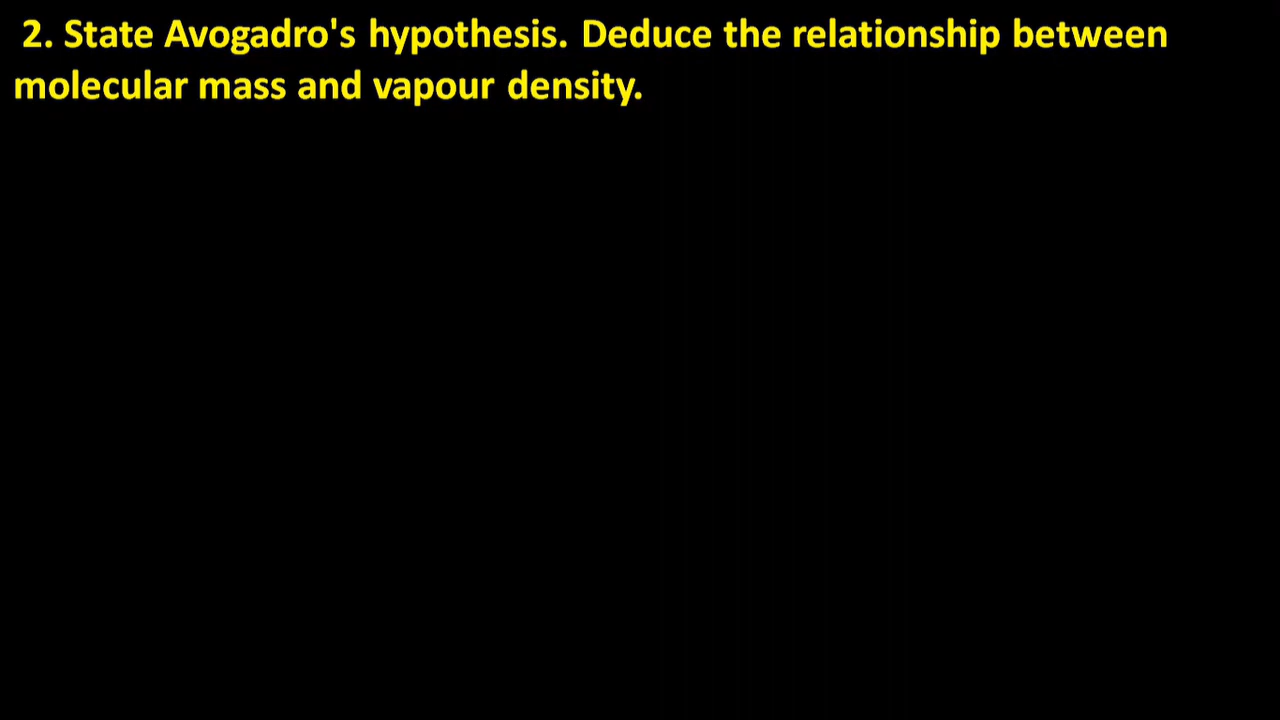 2. State Avogadro's hypothesis. Deduce the relationship between
molecular mass and vapour density.